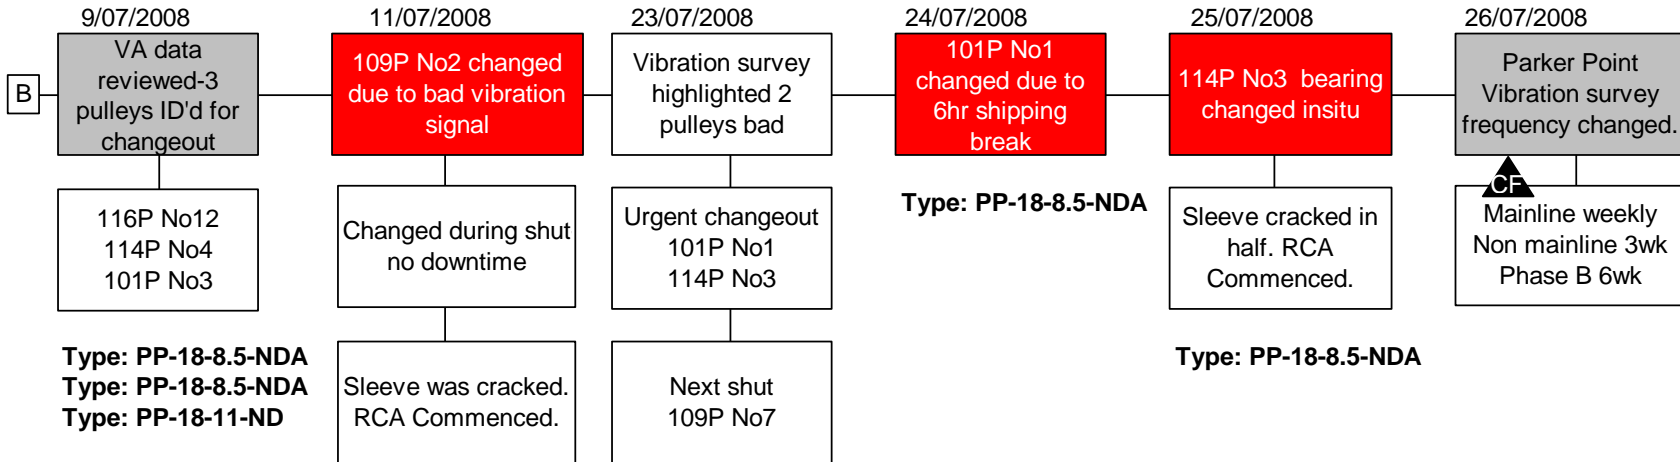 9/07/2008
11/07/2008
23/07/2008
24/07/2008
25/07/2008
26/07/2008
B
VA data
reviewed-3
pulleys ID'd for
changeout
109P No2 changed
due to bad vibration
signal
Vibration survey
highlighted 2
pulleys bad
101P No1
changed due to
6hr shipping
break
114P No3  bearing
changed insitu
Parker Point
Vibration survey
frequency changed.
CF
116P No12
114P No4
101P No3
Changed during shut
no downtime
Urgent changeout
101P No1
114P No3
Type: PP-18-8.5-NDA
Sleeve cracked in
half. RCA
Commenced.
Mainline weekly
Non mainline 3wk
Phase B 6wk
Type: PP-18-8.5-NDA
Type: PP-18-8.5-NDA
Type: PP-18-11-ND
Sleeve was cracked.
RCA Commenced.
Next shut
109P No7
Type: PP-18-8.5-NDA